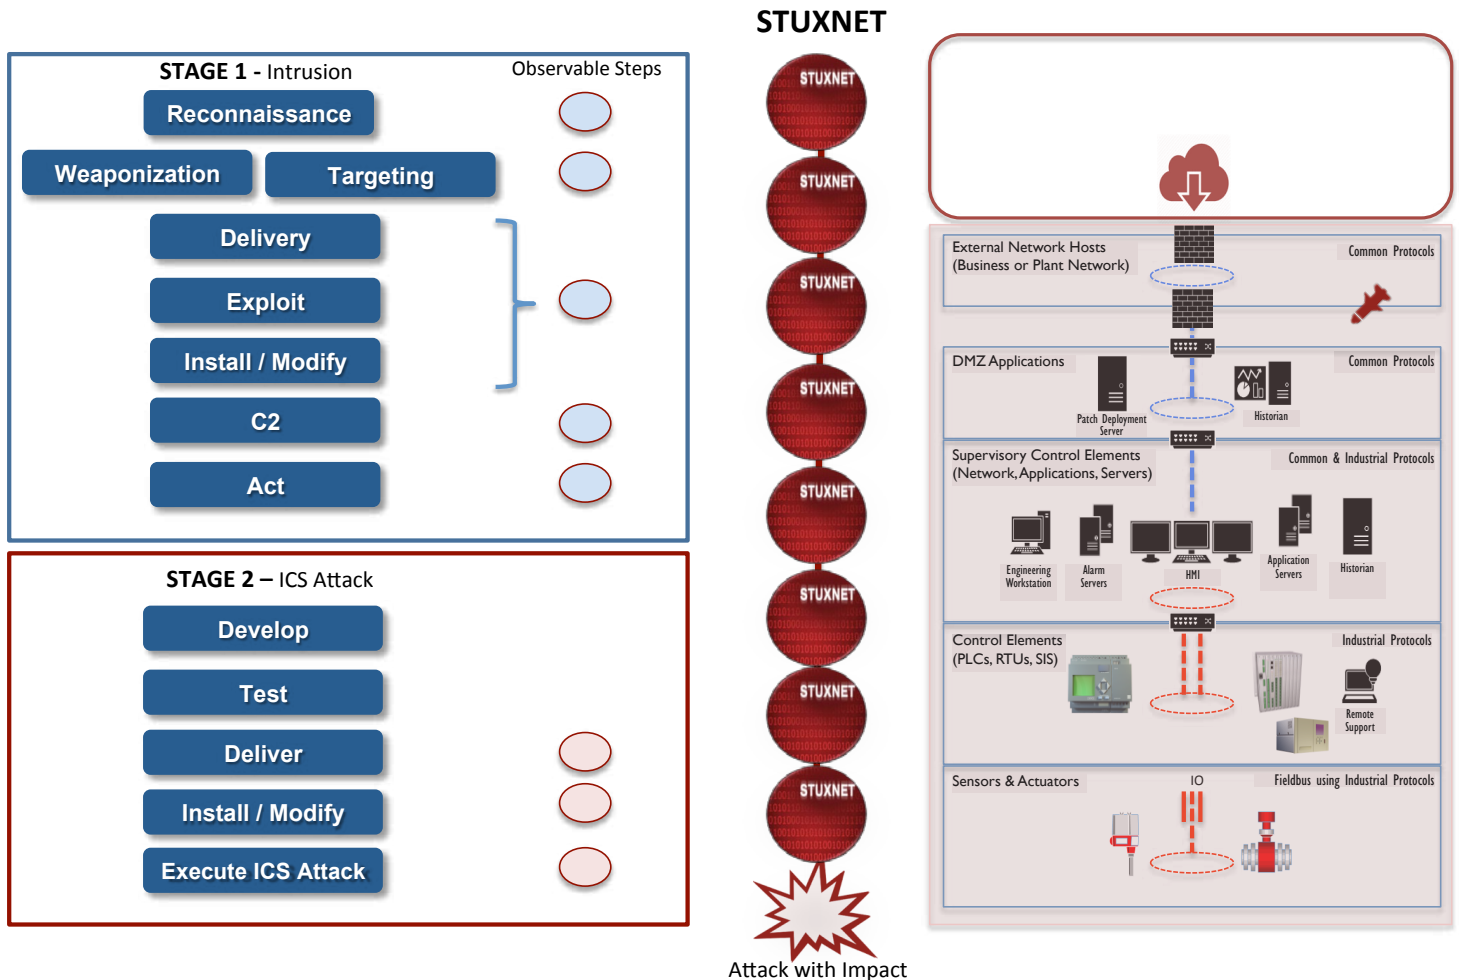 STUXNET
STAGE 1 - Intrusion
Observable Steps
Reconnaissance
Weaponization
Targeting
Delivery
Exploit
Install / Modify
C2
Act
STAGE 2 – ICS Attack
Develop
Test
Deliver
Install / Modify
Execute ICS Attack
STUXNET
STUXNET
STUXNET
STUXNET
STUXNET
STUXNET
STUXNET
STUXNET
Attack with Impact
External Network Hosts
(Business or Plant Network)
Common Protocols
DMZ Applications
Common Protocols
Patch Deployment
Server
Historian
Supervisory Control Elements
(Network, Applications, Servers)
Common & Industrial Protocols
Engineering
Workstation
Alarm
Servers
HMI
Application
Servers
Historian
Control Elements
(PLCs, RTUs, SIS)
Industrial Protocols
Remote
Support
Sensors & Actuators
IO
Fieldbus using Industrial Protocols